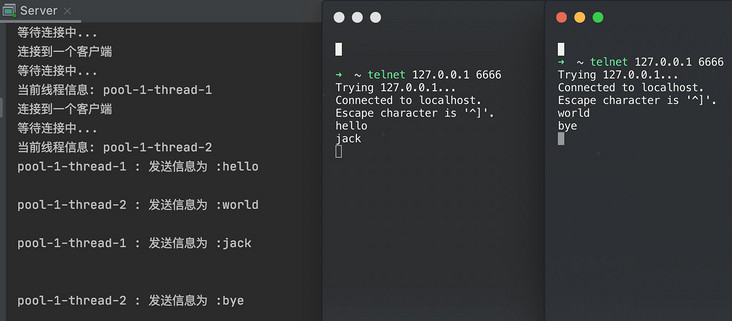 Server
等待连接中...
连接到一个客户端
等待连接中...
当前线程信息: pool-1-thread-1
连接到一个客户端
等待连接中...
当前线程信息: pool-1-thread-2
pool-1-thread-1 : 发送信息为 :hello
pool-1-thread-2 : 发送信息为 :world
pool-1-thread-1 : 发送信息为 :jack
pool-1-thread-2 : 发送信息为 :bye
➜ ~ telnet 127.0.0.1 6666
Trying 127.0.0.1...
Connected to localhost.
Escape character is '^]'.
hello
jack
➜ ~ telnet 127.0.0.1 6666
Trying 127.0.0.1...
Connected to localhost.
Escape character is '^]'.
world
bye